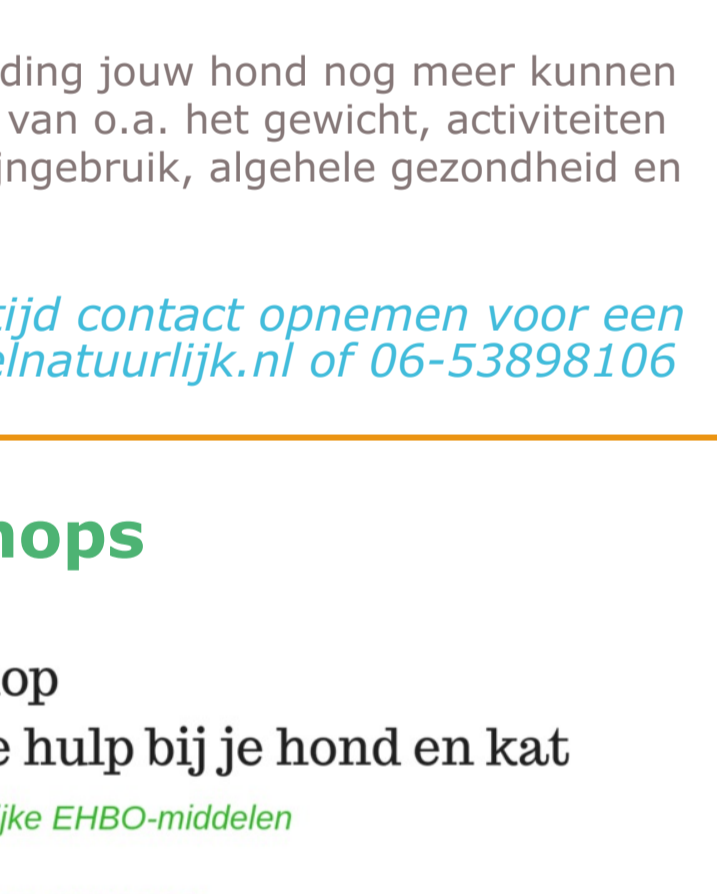 ding jouw hond nog meer kunnen
van o.a. het gewicht, activiteiten
jngebruik, algehele gezondheid en
tijd contact opnemen voor een
elnatuurlijk.nl of 06-53898106
hops
op
e hulp bij je hond en kat
jke EHBO-middelen